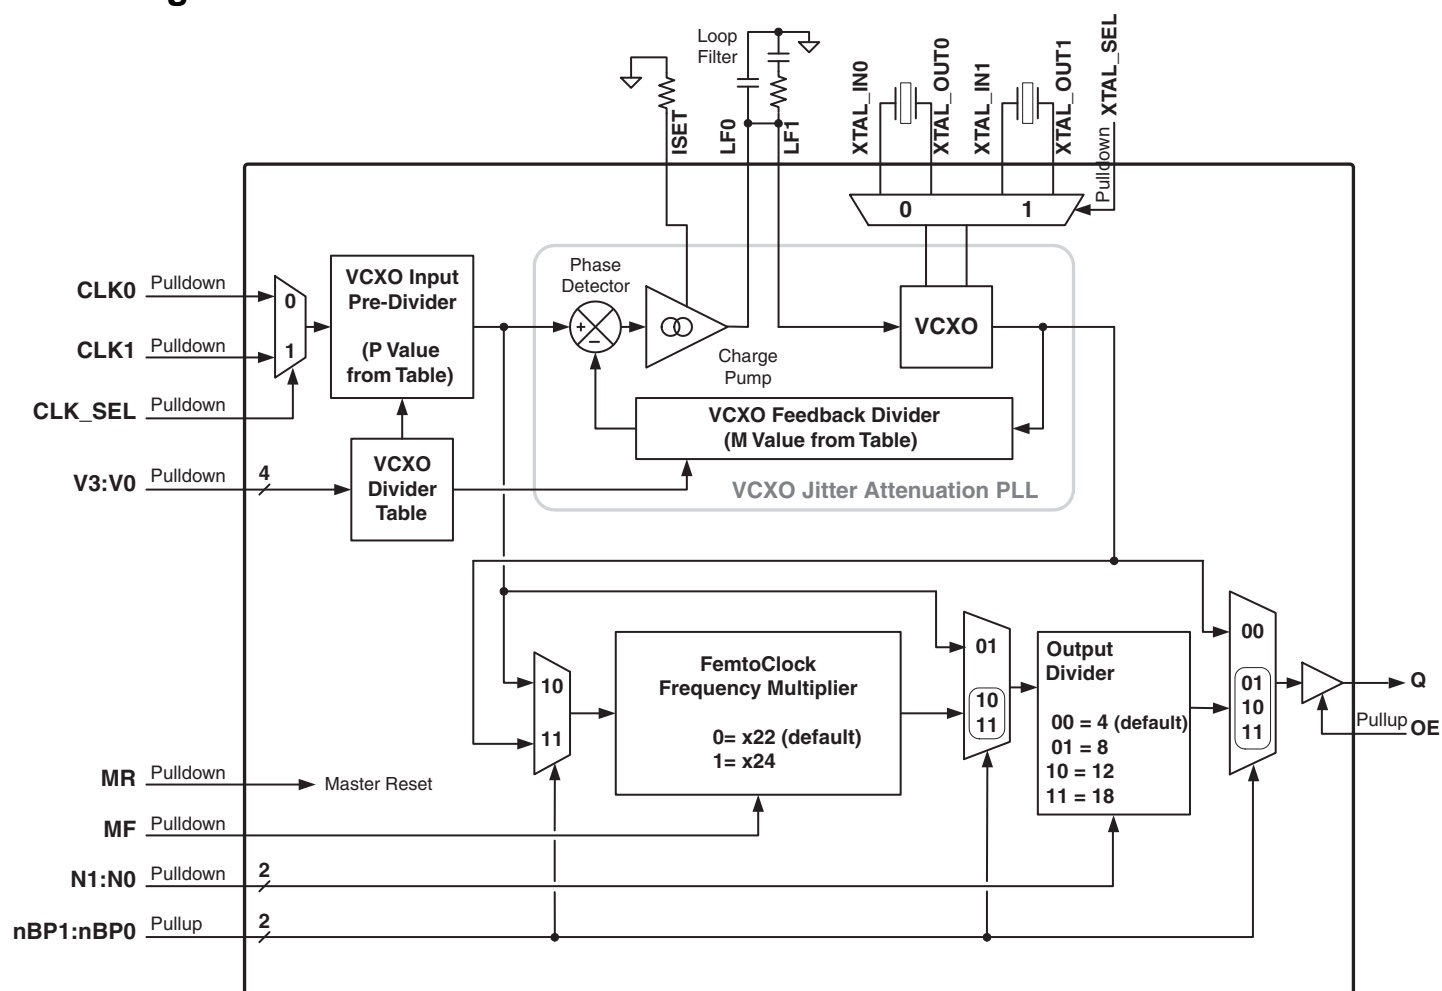 Loop
Filter
ISET
LF0
LF1
XTAL_IN0
XTAL_OUT0
XTAL_IN1
XTAL_OUT1
Pulldown XTAL_SEL
0 1
CLK0 Pulldown
CLK1 Pulldown
CLK_SEL Pulldown
V3:V0 Pulldown 4
0
1
VCXO Input
Pre-Divider
(P Value
from Table)
VCXO
Divider
Table
Phase
Detector
+
–
Charge
Pump
VCXO
VCXO Feedback Divider
(M Value from Table)
VCXO Jitter Attenuation PLL
10
11
FemtoClock
Frequency Multiplier
0= x22 (default)
1= x24
01
10
11
Output
Divider
00 = 4 (default)
01 = 8
10 = 12
11 = 18
00
01
10
11
Q
Pullup OE
MR Pulldown Master Reset
MF Pulldown
N1:N0 Pulldown 2
nBP1:nBP0 Pullup 2